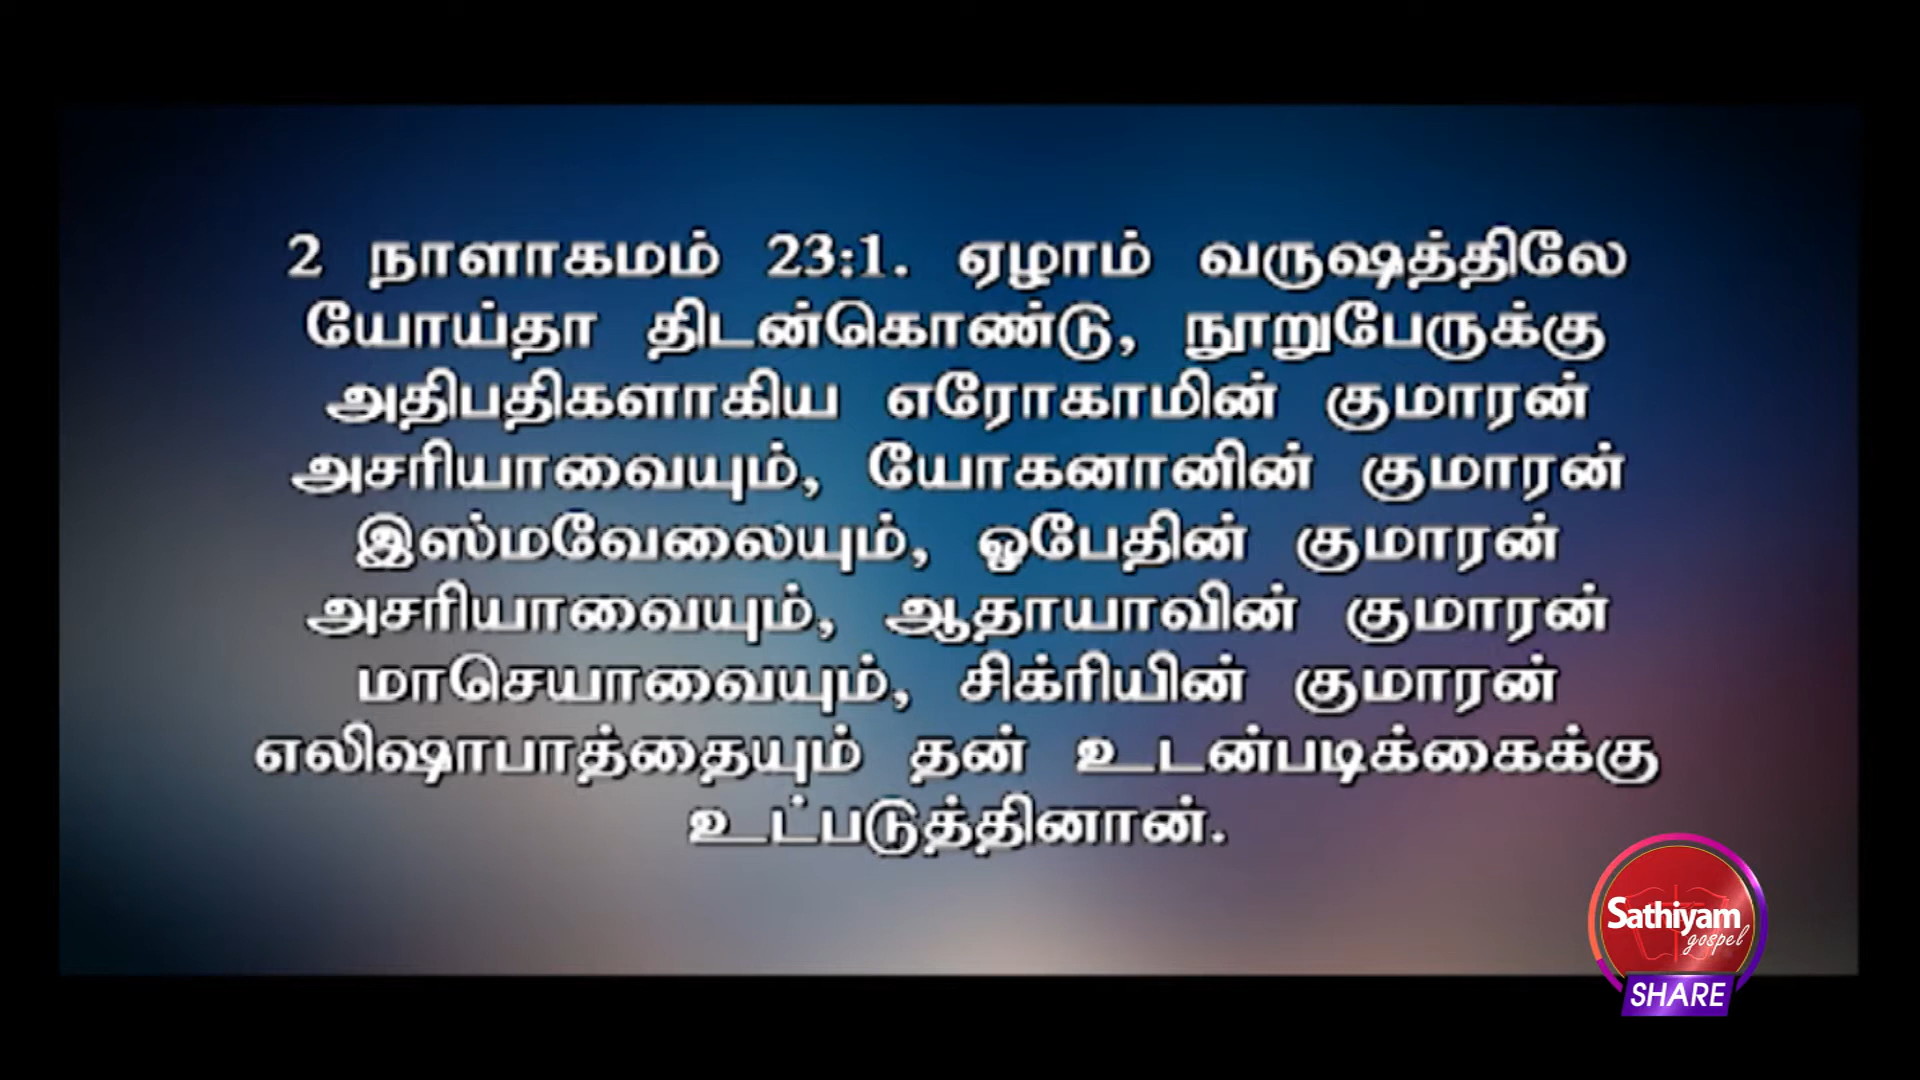 2 நாளாகமம் 23:1. ஏழாம் வருஷத்திலே
யோய்தா திடன்கொண்டு, நூறுபேருக்கு
அதிபதிகளாகிய எரோகாமின் குமாரன்
அசரியாவையும், யோகனானின் குமாரன்
இஸ்மவேலையும், ஓபேதின் குமாரன்
அசரியாவையும், ஆதாயாவின் குமாரன்
மாசெயாவையும், சிக்ரியின் குமாரன்
எலிஷாபாத்தையும் தன் உடன்படிக்கைக்கு
உட்படுத்தினான்.
Sathiyam
gospel
SHARE